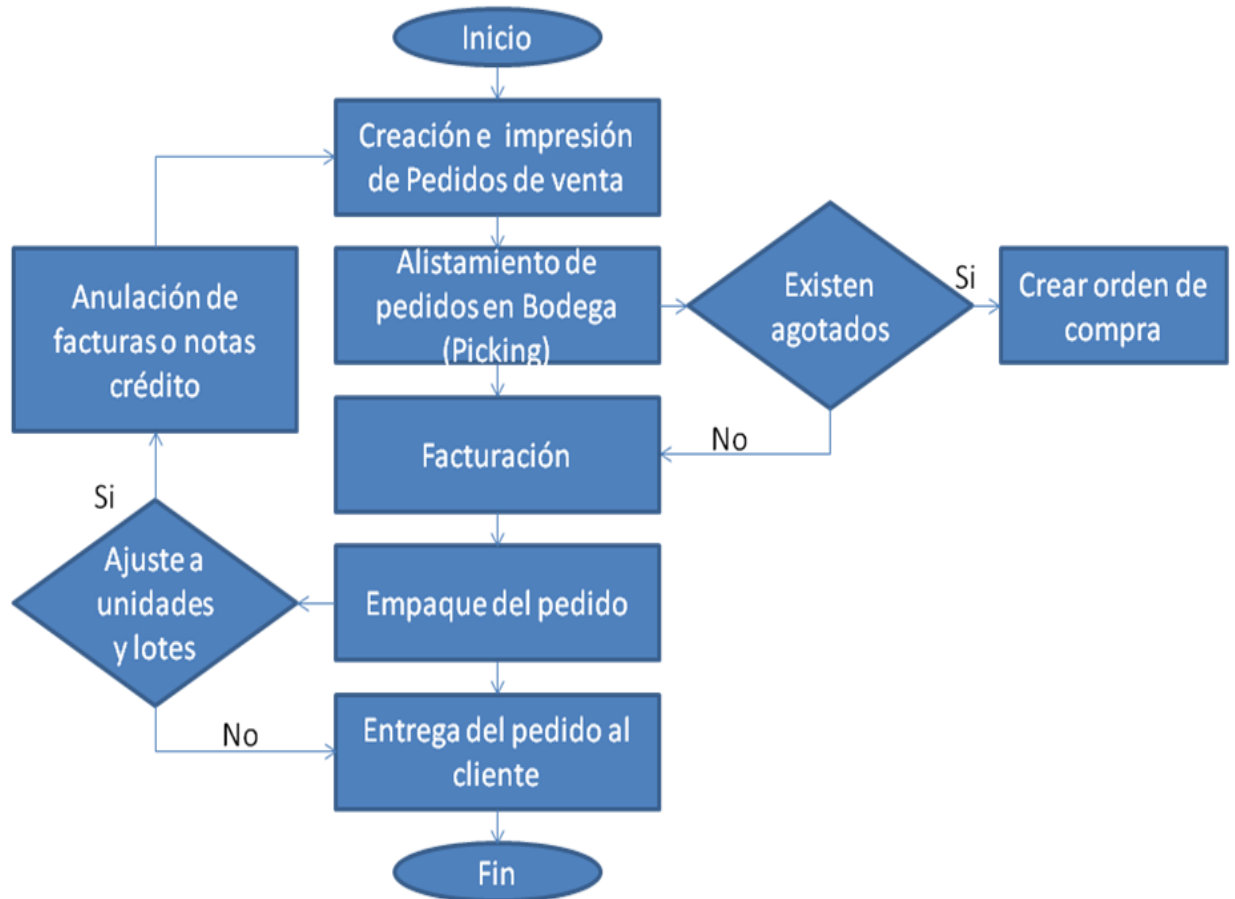 Inicio
Creación e impresión
de Pedidos de venta
Alistamiento de
pedidos en Bodega
(Picking)
Existen
agotados
Si
Crear orden de
compra
No
Anulación de
facturas o notas
crédito
Facturación
Si
Ajuste a
unidades
y lotes
Empaque del pedido
No
Entrega del pedido al
cliente
Fin